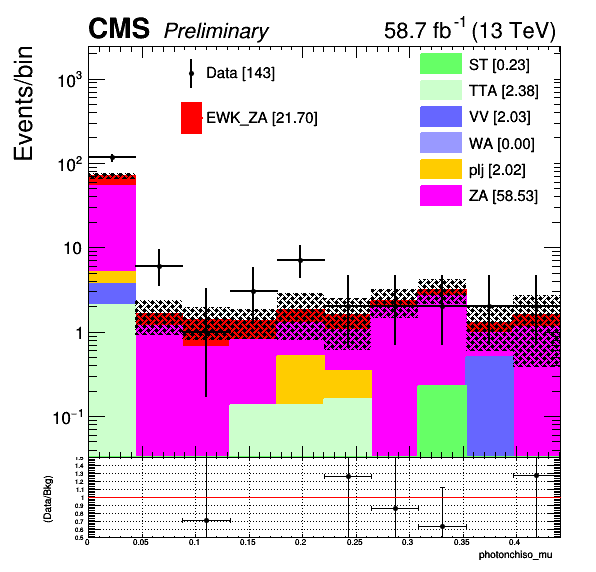 CMS Preliminary 58.7 fb⁻¹ (13 TeV)
Events/bin
Data [143]
EWK_ZA [21.70]
ST [0.23]
TTA [2.38]
VV [2.03]
WA [0.00]
plj [2.02]
ZA [58.53]
10³
10²
10
1
10⁻¹
(Data/Bkg)
1.5
1.4
1.3
1.2
1.1
1
0.9
0.8
0.7
0.6
0.5
0 0.05 0.1 0.15 0.2 0.25 0.3 0.35 0.4
photonchiso_mu